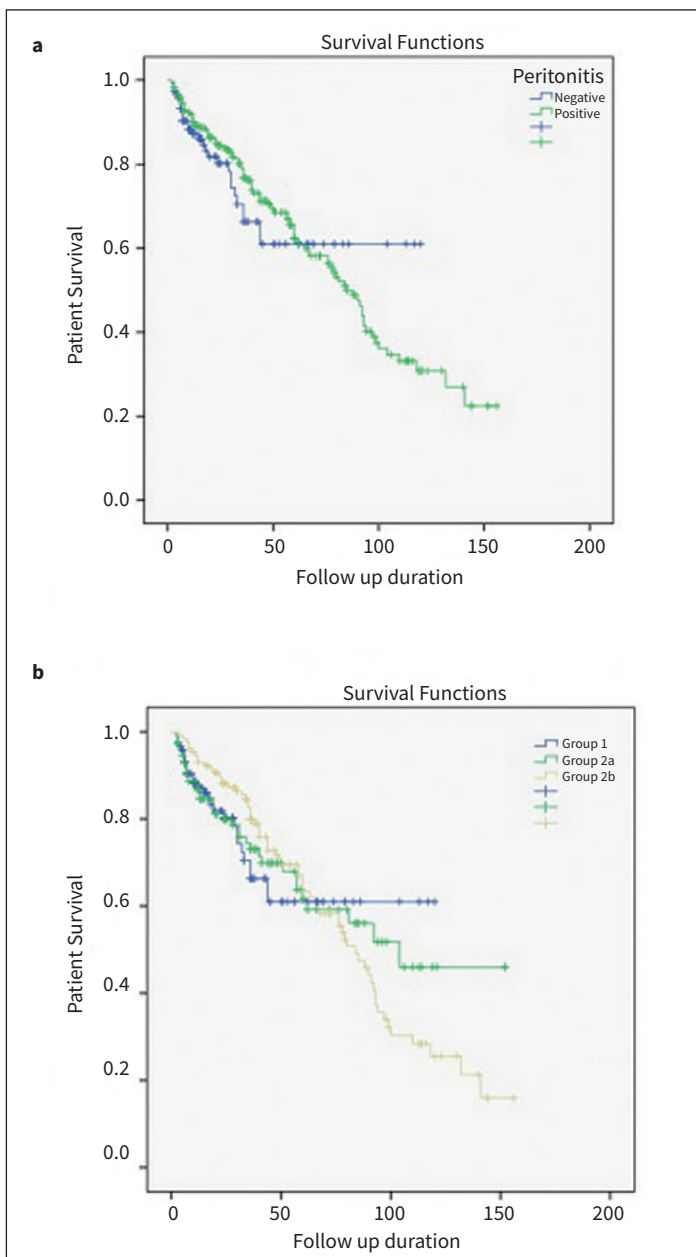 a
Survival Functions
Peritonitis
Negative
Positive
1.0
0.8
0.6
0.4
0.2
0.0
Patient Survival
0 50 100 150 200
Follow up duration
b
Survival Functions
Group 1
Group 2a
Group 2b
1.0
0.8
0.6
0.4
0.2
0.0
Patient Survival
0 50 100 150 200
Follow up duration